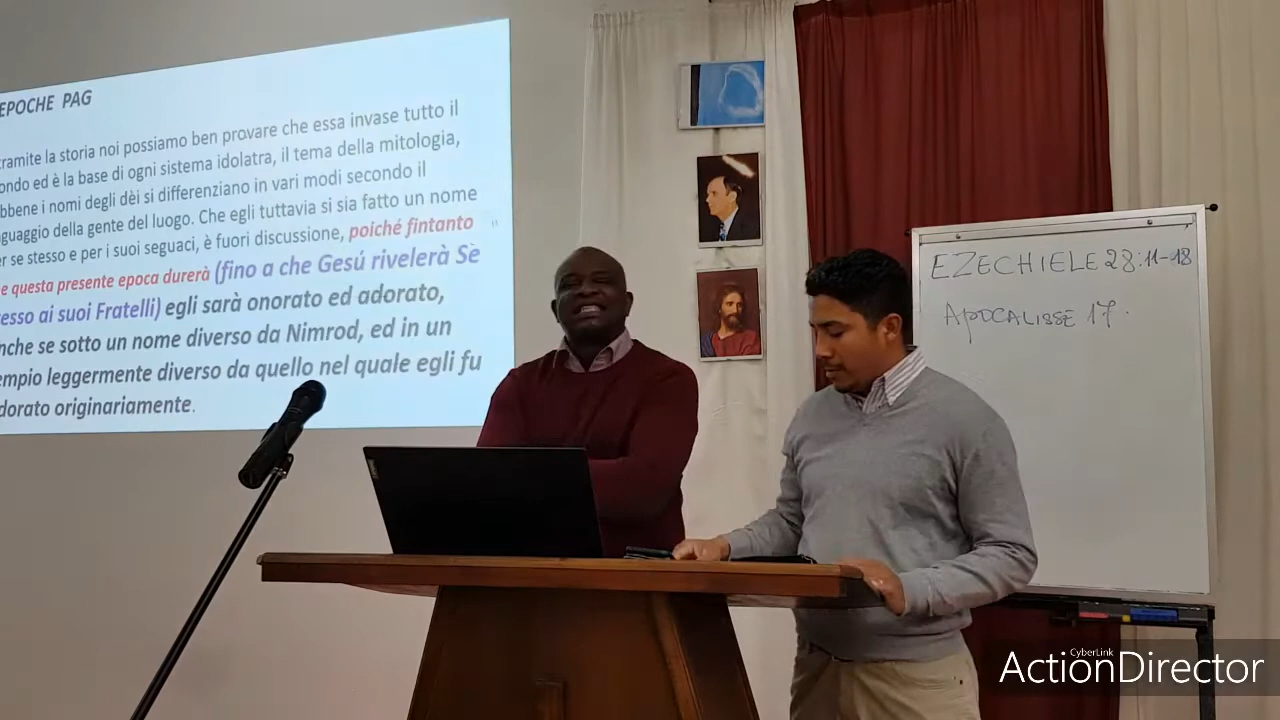 EPOCHE PAG
tramite la storia noi possiamo ben provare che essa invase tutto il
ondo ed è la base di ogni sistema idolatra, il tema della mitologia,
bbene i nomi degli dèi si differenziano in vari modi secondo il
guaggio della gente del luogo. Che egli tuttavia si sia fatto un nome
er se stesso e per i suoi seguaci, è fuori discussione, poiché fintanto
e questa presente epoca durerà (fino a che Gesú rivelerà Se
esso ai suoi Fratelli) egli sarà onorato ed adorato,
nche se sotto un nome diverso da Nimrod, ed in un
empio leggermente diverso da quello nel quale egli fu
dorato originariamente.
EZECHIELE 28:11-18
APOCALISSE 17.
CyberLink
ActionDirector